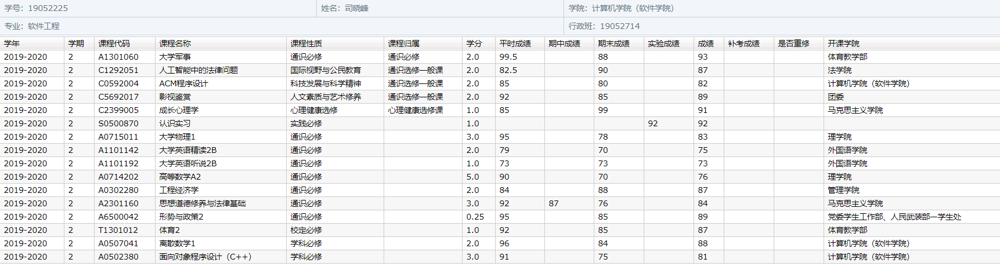 学号：19052225 姓名：司晓峰 学院：计算机学院（软件学院）
专业：软件工程 行政班：19052714
学年 学期 课程代码 课程名称 课程性质 课程归属 学分 平时成绩 期中成绩 期末成绩 实验成绩 成绩 补考成绩 是否重修 开课学院
2019-2020 2 A1301060 大学军事 通识必修 通识必修 2.0 99.5 88 93 体育教学部
2019-2020 2 C1292051 人工智能中的法律问题 国际视野与公民教育 通识选修一般课 2.0 82.5 90 87 法学院
2019-2020 2 C0592004 ACM程序设计 科技发展与科学精神 通识选修一般课 2.0 85 80 82 计算机学院（软件学院）
2019-2020 2 C5692017 影视鉴赏 人文素质与艺术修养 通识选修一般课 2.0 92 85 89 团委
2019-2020 2 C2399005 成长心理学 心理健康选修 心理健康选修课 1.0 85 99 91 马克思主义学院
2019-2020 2 S0500870 认识实习 实践必修 1.0 92 92
2019-2020 2 A0715011 大学物理1 通识必修 3.0 95 78 83 理学院
2019-2020 2 A1101142 大学英语精读2B 通识必修 2.0 79 70 75 外国语学院
2019-2020 2 A1101192 大学英语听说2B 通识必修 1.0 73 73 73 外国语学院
2019-2020 2 A0714202 高等数学A2 通识必修 5.0 90 70 76 理学院
2019-2020 2 A0302280 工程经济学 通识必修 2.0 84 88 87 管理学院
2019-2020 2 A2301160 思想道德修养与法律基础 通识必修 3.0 92 87 76 84 马克思主义学院
2019-2020 2 A6500042 形势与政策2 通识必修 0.25 95 85 89 党委学生工作部、人民武装部—学生处
2019-2020 2 T1301012 体育2 校定必修 1.0 92 85 87 体育教学部
2019-2020 2 A0507041 离散数学1 学科必修 2.0 96 84 88 计算机学院（软件学院）
2019-2020 2 A0502380 面向对象程序设计（C++） 学科必修 3.0 91 75 81 计算机学院（软件学院）